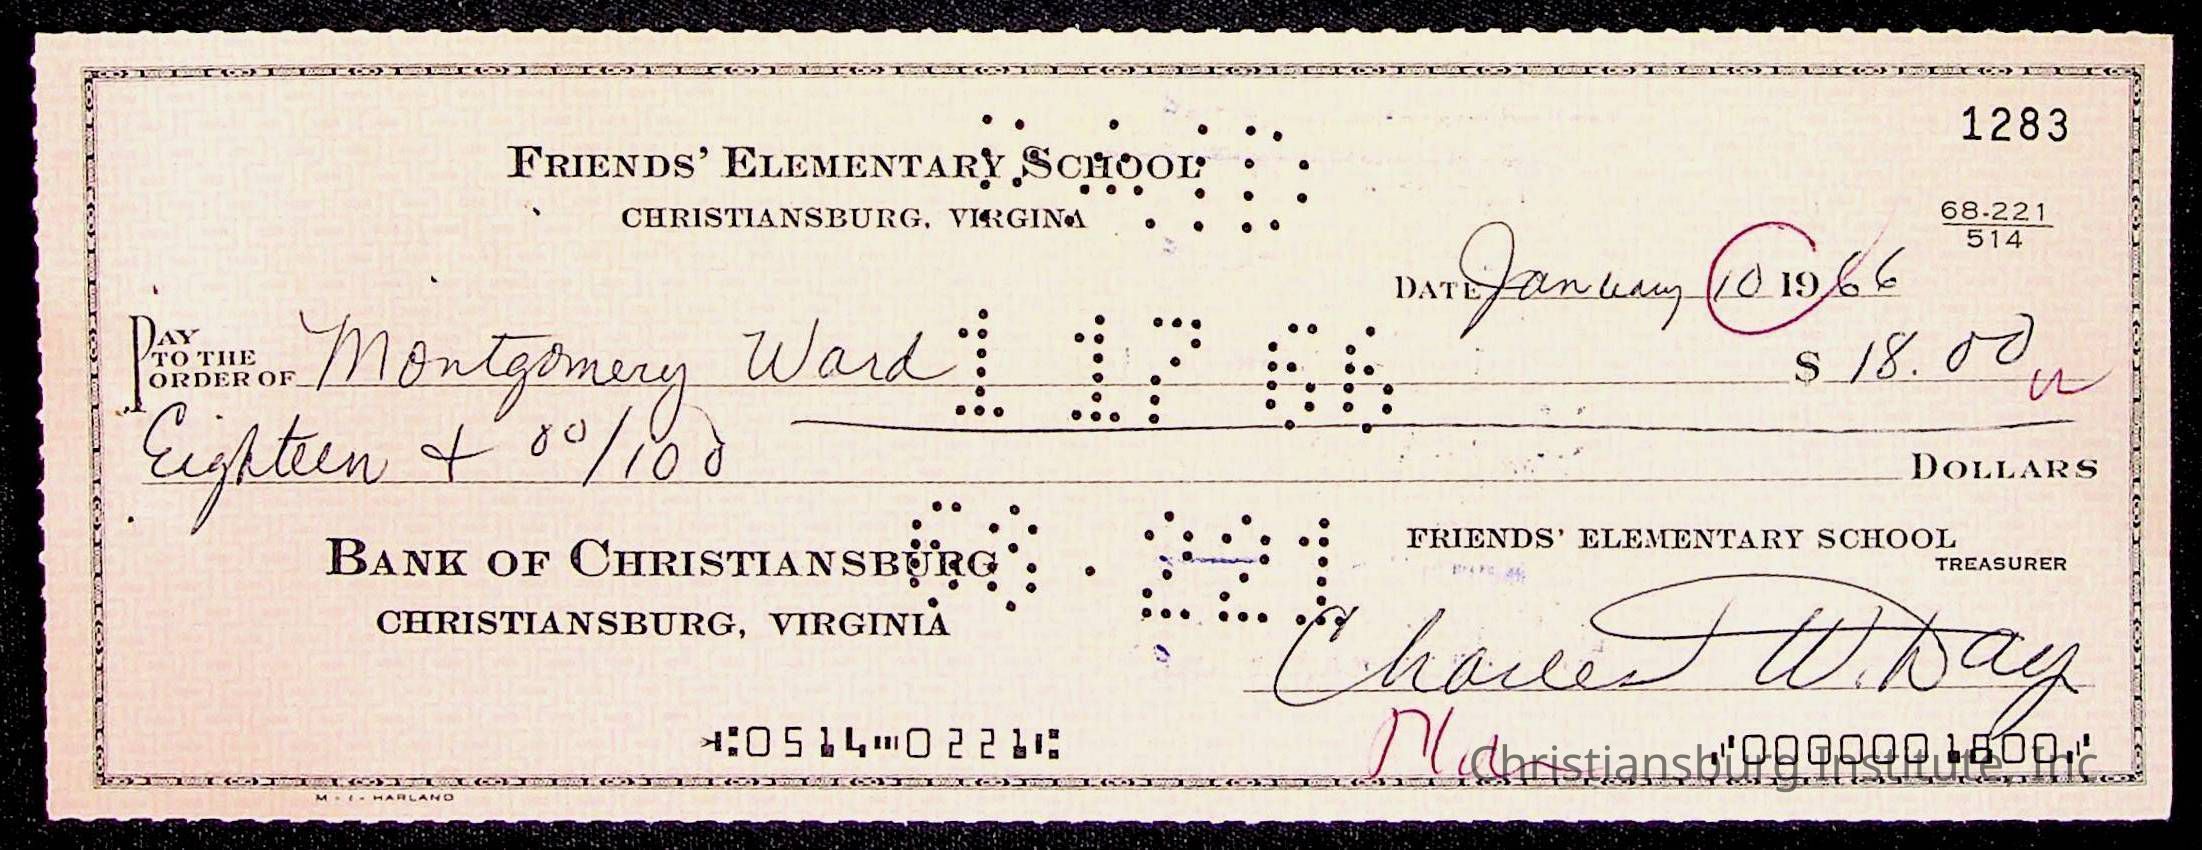 1283
FRIENDS' ELEMENTARY SCHOOL
CHRISTIANSBURG, VIRGINA
68-221
514
DATE January 10 1966
PAY TO THE ORDER OF Montgomery Ward $ 18.00
Eighteen + 00/100 DOLLARS
1 17 66
BANK OF CHRISTIANSBURG
CHRISTIANSBURG, VIRGINIA
FRIENDS' ELEMENTARY SCHOOL
TREASURER
Charles W. Day
⑆0514⑉0221⑆
⑈0000001800⑈
Christiansburg Institute, Inc
HARLAND